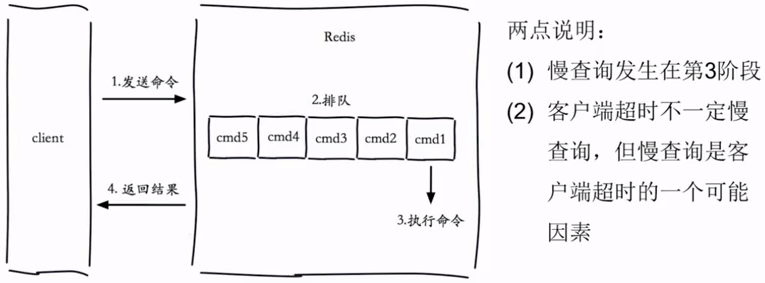 Redis
1.发送命令
2.排队
client
cmd5
cmd4
cmd3
cmd2
cmd1
4. 返回结果
3.执行命令
两点说明：
(1) 慢查询发生在第3阶段
(2) 客户端超时不一定慢
查询，但慢查询是客
户端超时的一个可能
因素